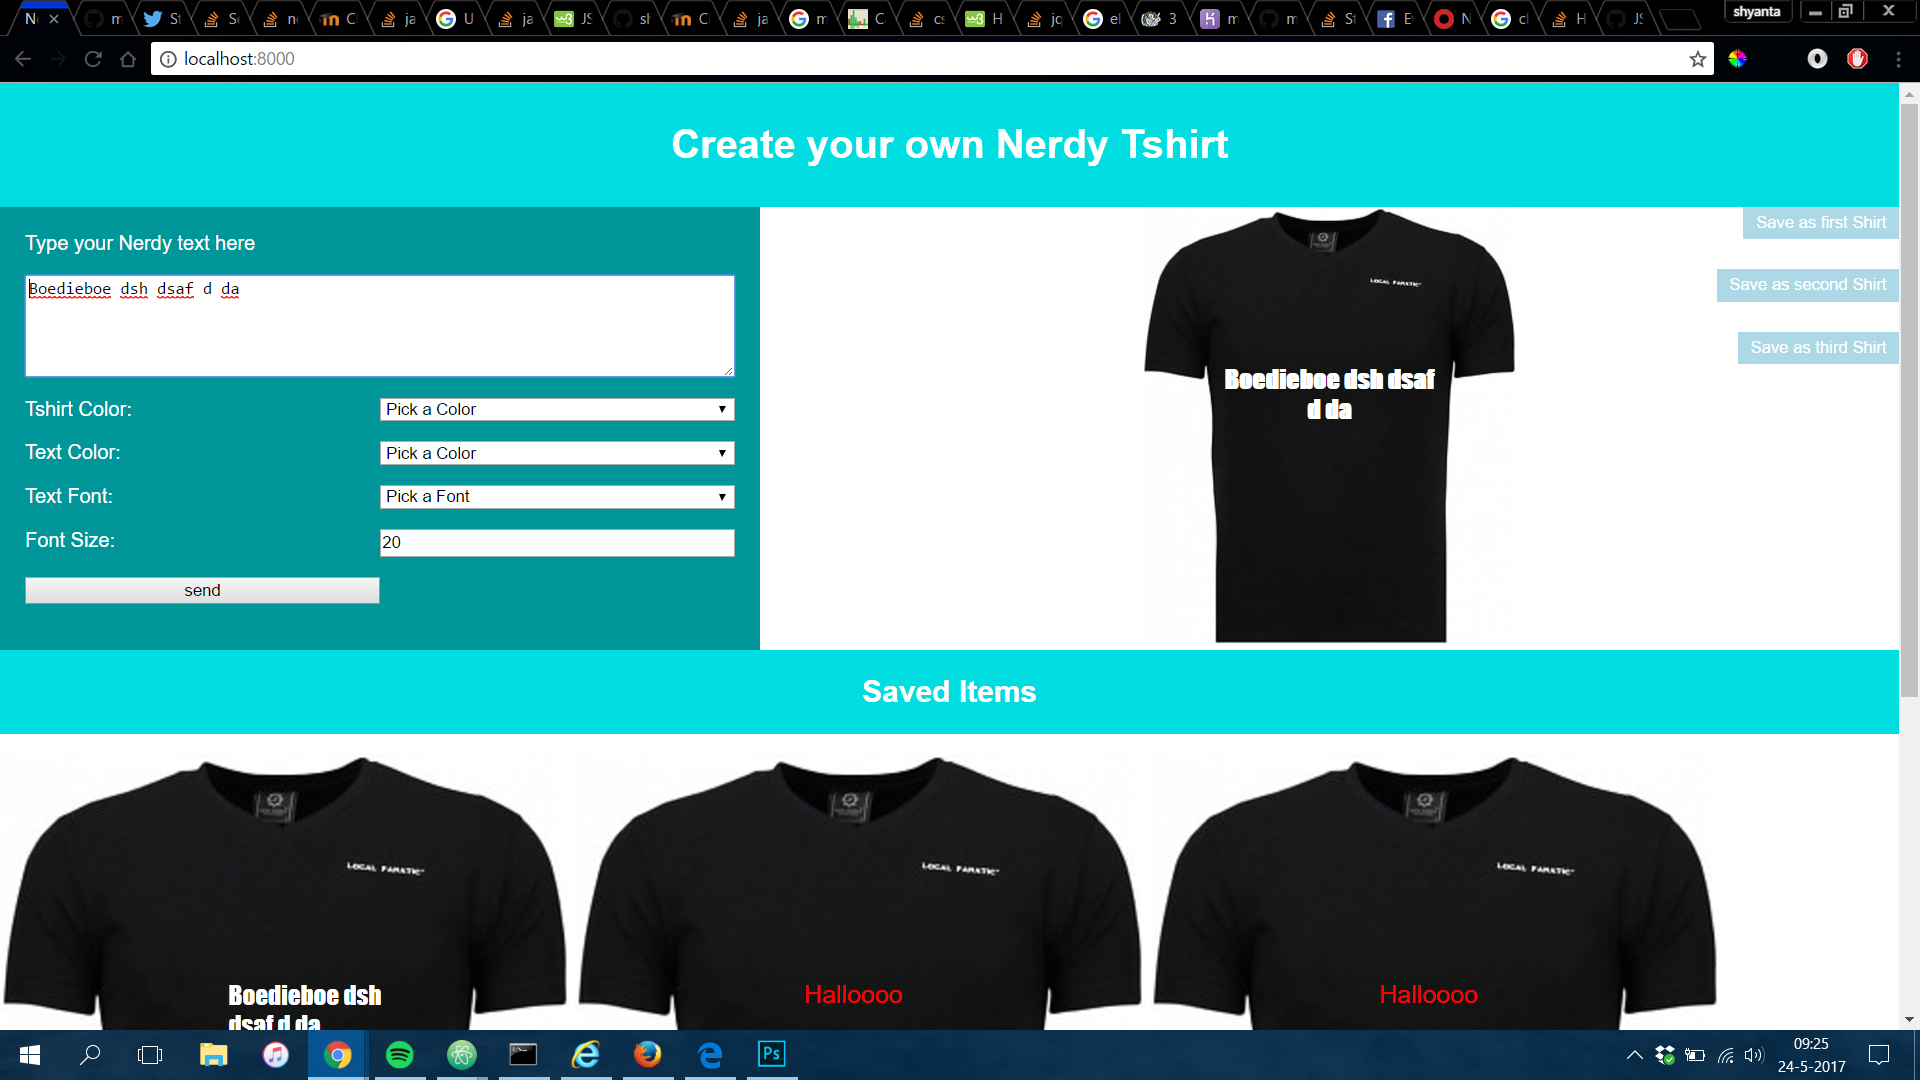 shyanta
localhost:8000
Create your own Nerdy Tshirt
Type your Nerdy text here
Boedieboe dsh dsaf d da
Tshirt Color:
Pick a Color
Text Color:
Pick a Color
Text Font:
Pick a Font
Font Size:
20
send
LOCAL FANATIC
Boedieboe dsh dsaf
d da
Save as first Shirt
Save as second Shirt
Save as third Shirt
Saved Items
LOCAL FANATIC
Boedieboe dsh
dsaf d da
LOCAL FANATIC
Halloooo
LOCAL FANATIC
Halloooo
Ps
09:25
24-5-2017